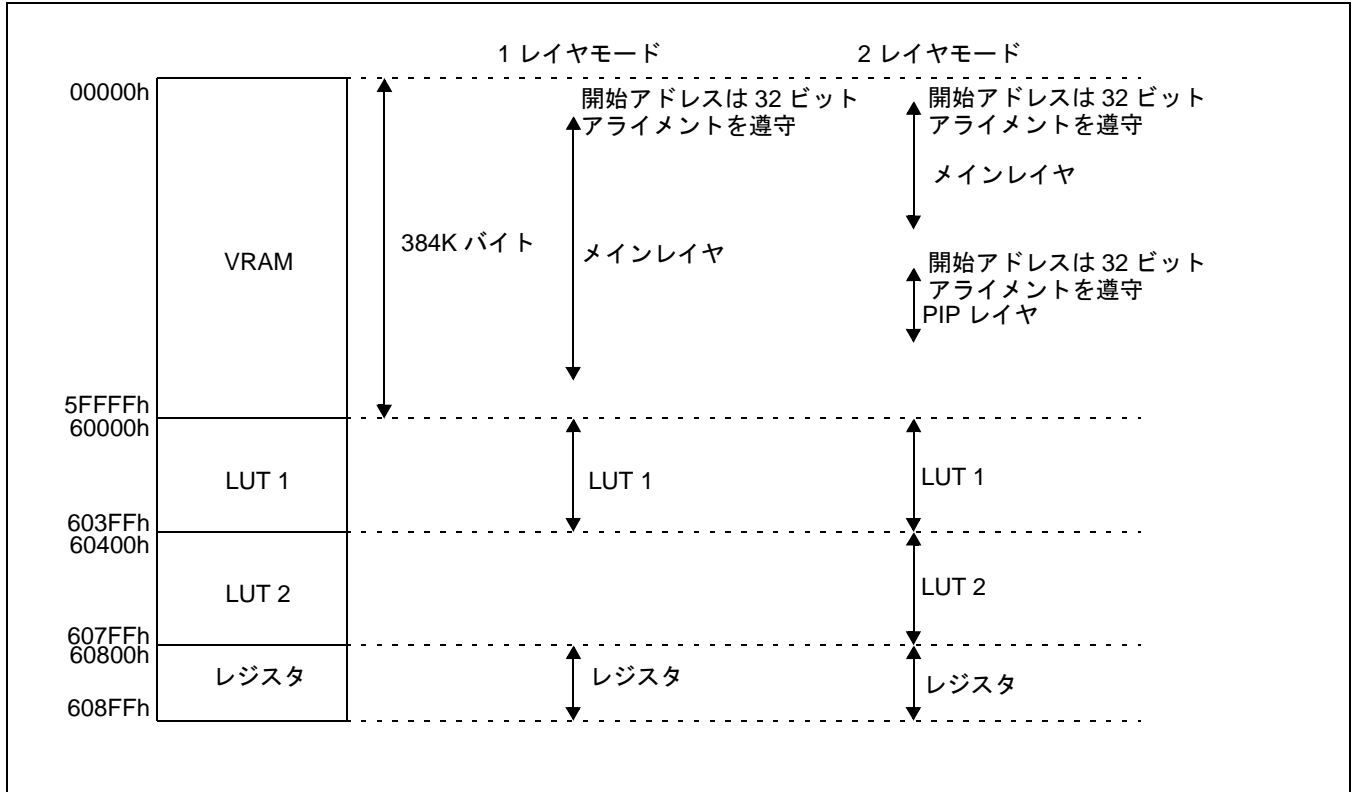 1 レイヤモード
2 レイヤモード
00000h
開始アドレスは 32 ビット
アライメントを遵守
開始アドレスは 32 ビット
アライメントを遵守
メインレイヤ
384K バイト
メインレイヤ
VRAM
開始アドレスは 32 ビット
アライメントを遵守
PIP レイヤ
5FFFFh
60000h
LUT 1
LUT 1
LUT 1
603FFh
60400h
LUT 2
LUT 2
607FFh
60800h
レジスタ
レジスタ
レジスタ
608FFh